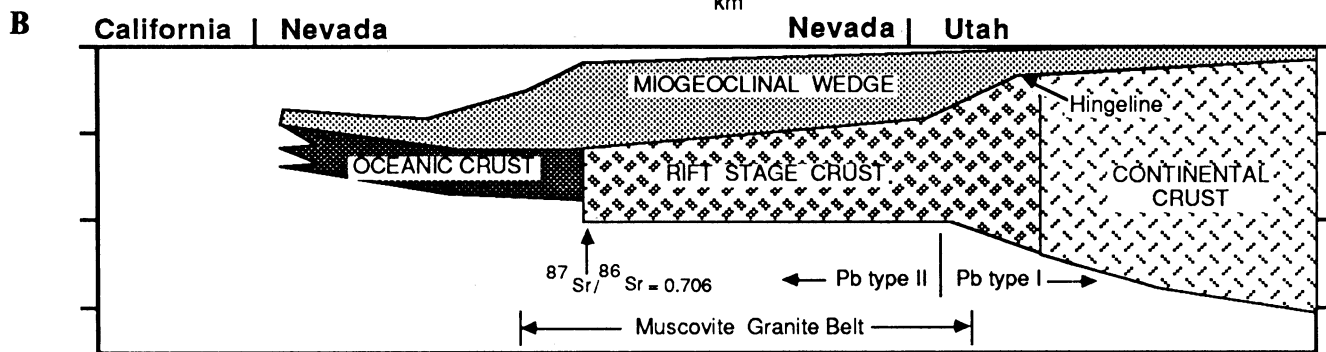 km
B
California | Nevada Nevada | Utah
MIOGEOCLINAL WEDGE
Hingeline
OCEANIC CRUST
RIFT STAGE CRUST
CONTINENTAL
CRUST
87Sr/86Sr = 0.706
Pb type II
Pb type I
Muscovite Granite Belt